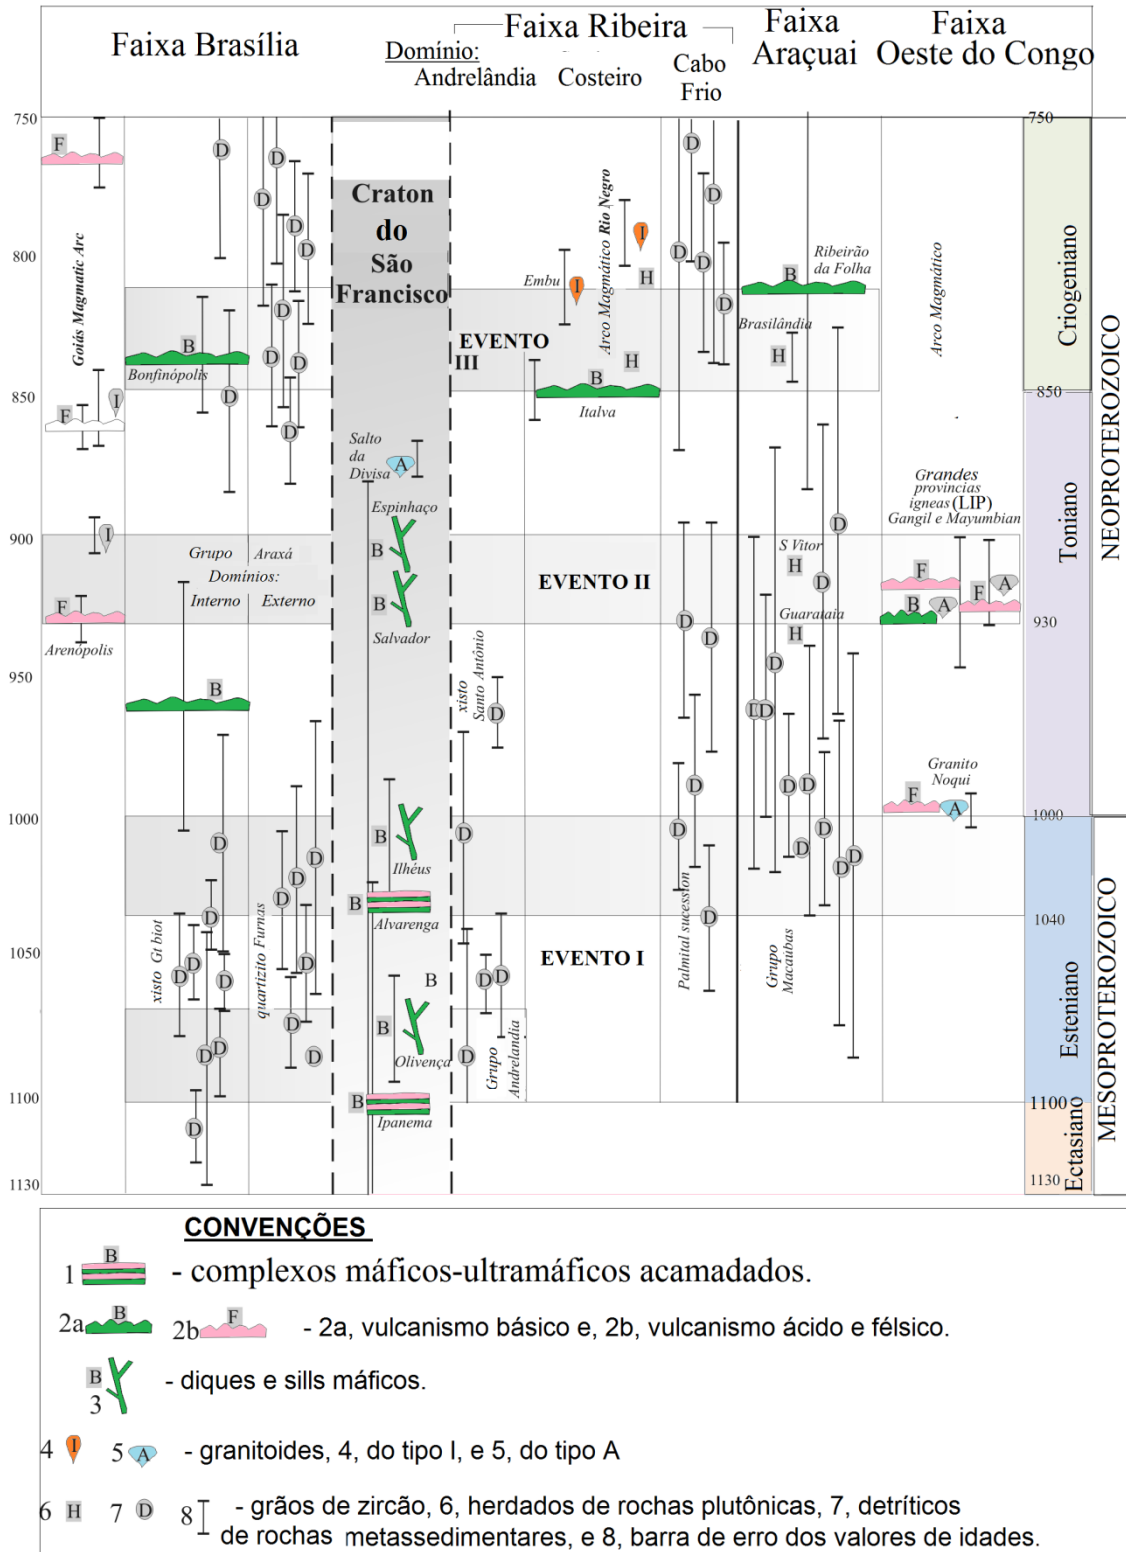 Faixa Brasília
Faixa Ribeira
Domínio:
Andrelândia
Costeiro
Cabo
Frio
Faixa
Araçuai
Faixa
Oeste do Congo
750
750
F
D
D
D
D
D
Craton
do
São
Francisco
Goiás Magmatic Arc
800
B
Bonfinópolis
D
D
D
D
D
850
F
I
Embu
I
I
H
Arco Magmático Rio Negro
EVENTO
III
H
B
Italva
D
D
D
D
D
B
Ribeirão
da Folha
Brasilândia
H
Arco Magmático
Criogeniano
850
Salto
da
Divisa
A
Espinhaço
B
B
Salvador
900
I
Grupo Araxá
Domínios:
Interno Externo
F
Arenópolis
EVENTO II
D
D
S Vitor
H
D
D
Guarataia
H
D
Grandes
provincias
igneas (LIP)
Gangil e Mayumbian
F
B
A
F
A
930
Toniano
NEOPROTEROZOICO
950
B
xisto
Santo Antônio
D
D
D
D
D
D
Granito
Noqui
F
A
1000
1000
D
D
D
D
D
B
Ilhéus
B
Alvarenga
D
D
D
Palmital sucession
D
D
D
D
Grupo
Macaúbas
1040
EVENTO I
1050
xisto Gt biot
D
D
D
quartizito Furnas
D
D
D
D
D
D
B
B
Olivença
D
D
D
Grupo
Andrelandia
Esteniano
1100
D
B
Ipanema
1100
Ectasiano
MESOPROTEROZOICO
1130
1130
CONVENÇÕES
1 B - complexos máficos-ultramáficos acamadados.
2a B 2b F - 2a, vulcanismo básico e, 2b, vulcanismo ácido e félsico.
B
3 - diques e sills máficos.
4 I 5 A - granitoides, 4, do tipo I, e 5, do tipo A
6 H 7 D 8 - grãos de zircão, 6, herdados de rochas plutônicas, 7, detríticos
de rochas metassedimentares, e 8, barra de erro dos valores de idades.